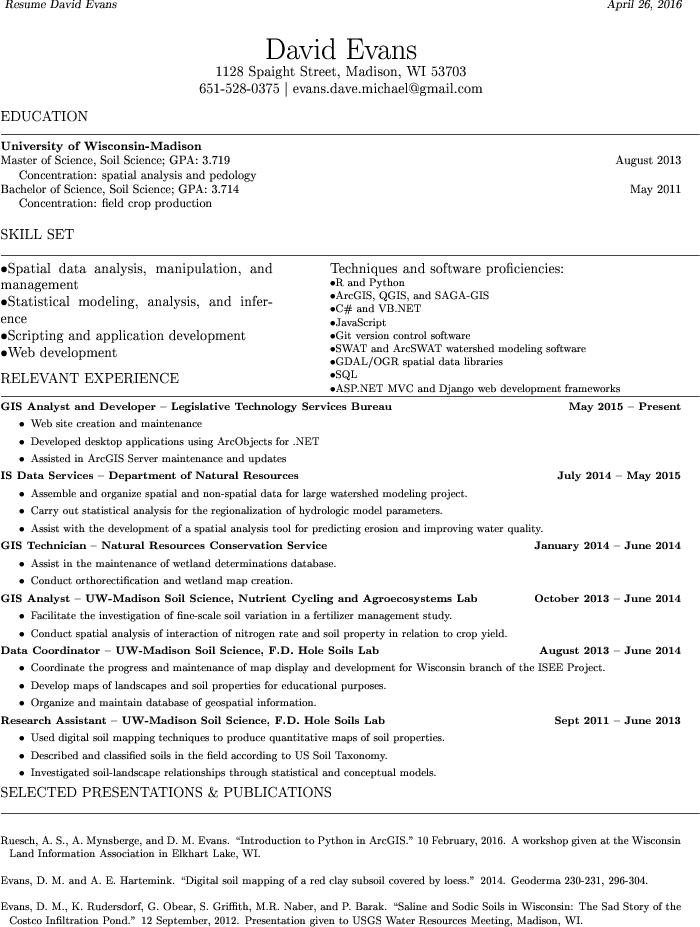 Resume David Evans April 26, 2016
David Evans
1128 Spaight Street, Madison, WI 53703
651-528-0375 | evans.dave.michael@gmail.com
EDUCATION
University of Wisconsin-Madison
Master of Science, Soil Science; GPA: 3.719 August 2013
Concentration: spatial analysis and pedology
Bachelor of Science, Soil Science; GPA: 3.714 May 2011
Concentration: field crop production
SKILL SET
●Spatial data analysis, manipulation, and
management
●Statistical modeling, analysis, and infer-
ence
●Scripting and application development
●Web development
Techniques and software proficiencies:
●R and Python
●ArcGIS, QGIS, and SAGA-GIS
●C# and VB.NET
●JavaScript
●Git version control software
●SWAT and ArcSWAT watershed modeling software
●GDAL/OGR spatial data libraries
●SQL
●ASP.NET MVC and Django web development frameworks
RELEVANT EXPERIENCE
GIS Analyst and Developer – Legislative Technology Services Bureau May 2015 – Present
● Web site creation and maintenance
● Developed desktop applications using ArcObjects for .NET
● Assisted in ArcGIS Server maintenance and updates
IS Data Services – Department of Natural Resources July 2014 – May 2015
● Assemble and organize spatial and non-spatial data for large watershed modeling project.
● Carry out statistical analysis for the regionalization of hydrologic model parameters.
● Assist with the development of a spatial analysis tool for predicting erosion and improving water quality.
GIS Technician – Natural Resources Conservation Service January 2014 – June 2014
● Assist in the maintenance of wetland determinations database.
● Conduct orthorectification and wetland map creation.
GIS Analyst – UW-Madison Soil Science, Nutrient Cycling and Agroecosystems Lab October 2013 – June 2014
● Facilitate the investigation of fine-scale soil variation in a fertilizer management study.
● Conduct spatial analysis of interaction of nitrogen rate and soil property in relation to crop yield.
Data Coordinator – UW-Madison Soil Science, F.D. Hole Soils Lab August 2013 – June 2014
● Coordinate the progress and maintenance of map display and development for Wisconsin branch of the ISEE Project.
● Develop maps of landscapes and soil properties for educational purposes.
● Organize and maintain database of geospatial information.
Research Assistant – UW-Madison Soil Science, F.D. Hole Soils Lab Sept 2011 – June 2013
● Used digital soil mapping techniques to produce quantitative maps of soil properties.
● Described and classified soils in the field according to US Soil Taxonomy.
● Investigated soil-landscape relationships through statistical and conceptual models.
SELECTED PRESENTATIONS & PUBLICATIONS
Ruesch, A. S., A. Mynsberge, and D. M. Evans. “Introduction to Python in ArcGIS.” 10 February, 2016. A workshop given at the Wisconsin
Land Information Association in Elkhart Lake, WI.
Evans, D. M. and A. E. Hartemink. “Digital soil mapping of a red clay subsoil covered by loess.” 2014. Geoderma 230-231, 296-304.
Evans, D. M., K. Rudersdorf, G. Obear, S. Griffith, M.R. Naber, and P. Barak. “Saline and Sodic Soils in Wisconsin: The Sad Story of the
Costco Infiltration Pond.” 12 September, 2012. Presentation given to USGS Water Resources Meeting, Madison, WI.